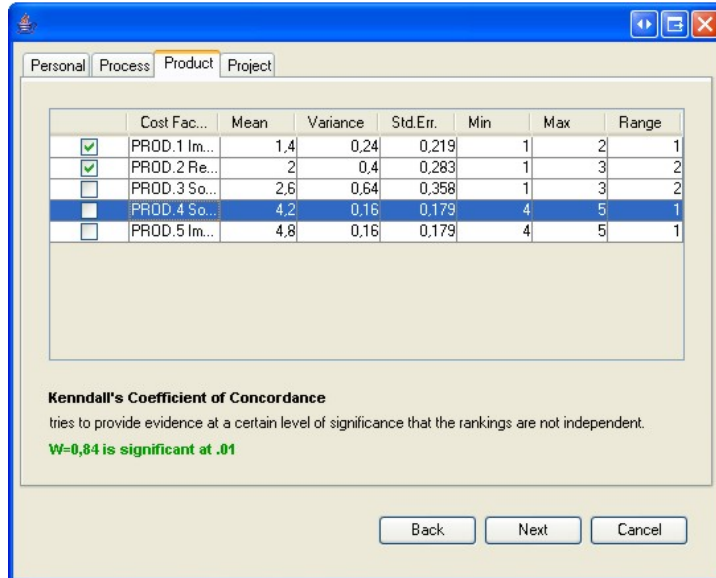 Personal Process Product Project
Cost Fac... Mean Variance Std.Err. Min Max Range
PROD.1 Im... 1,4 0,24 0,219 1 2 1
PROD.2 Re... 2 0,4 0,283 1 3 2
PROD.3 So... 2,6 0,64 0,358 1 3 2
PROD.4 So... 4,2 0,16 0,179 4 5 1
PROD.5 Im... 4,8 0,16 0,179 4 5 1
Kenndall's Coefficient of Concordance
tries to provide evidence at a certain level of significance that the rankings are not independent.
W=0,84 is significant at .01
Back Next Cancel